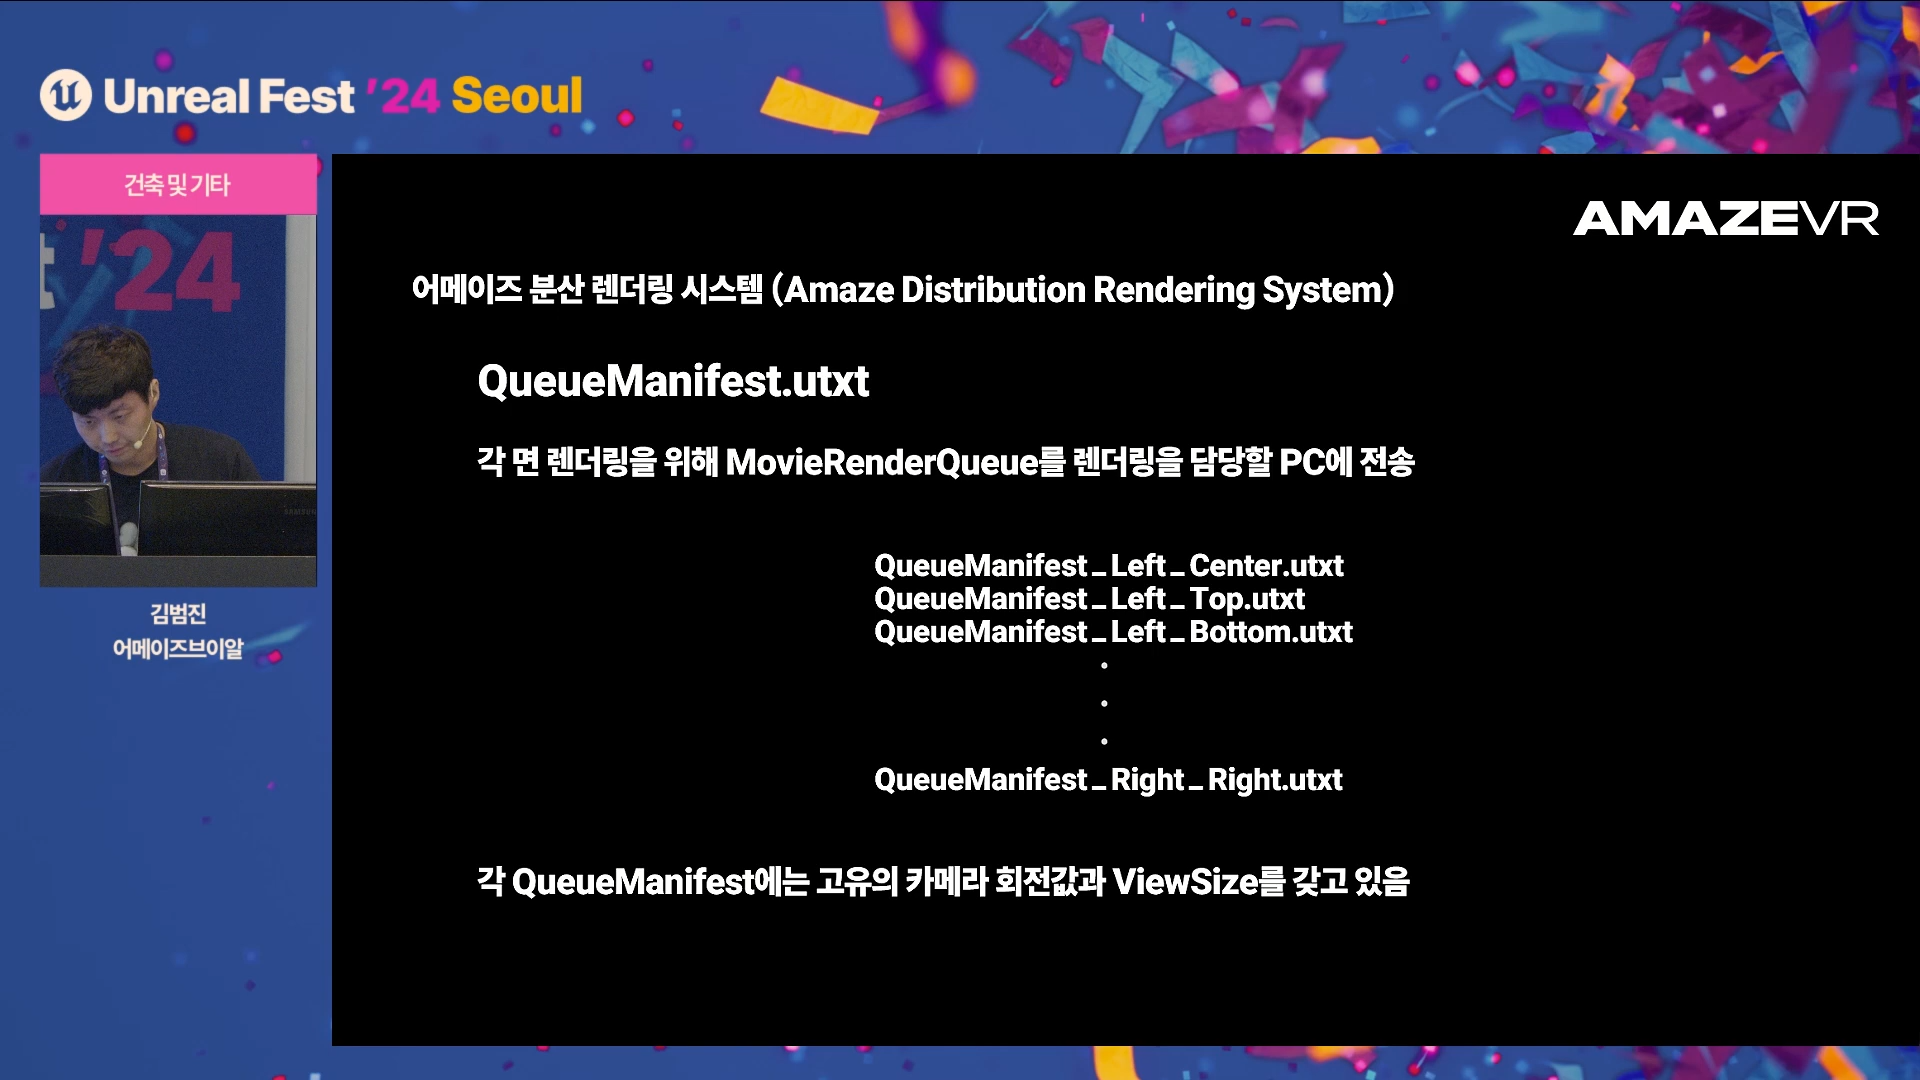 Unreal Fest '24 Seoul
건축 및 기타
t '24
SAMSUNG
김범진
어메이즈브이알
AMAZEVR
어메이즈 분산 렌더링 시스템 (Amaze Distribution Rendering System)
QueueManifest.utxt
각 면 렌더링을 위해 MovieRenderQueue를 렌더링을 담당할 PC에 전송
QueueManifest_Left_Center.utxt
QueueManifest_Left_Top.utxt
QueueManifest_Left_Bottom.utxt
.
.
.
QueueManifest_Right_Right.utxt
각 QueueManifest에는 고유의 카메라 회전값과 ViewSize를 갖고 있음